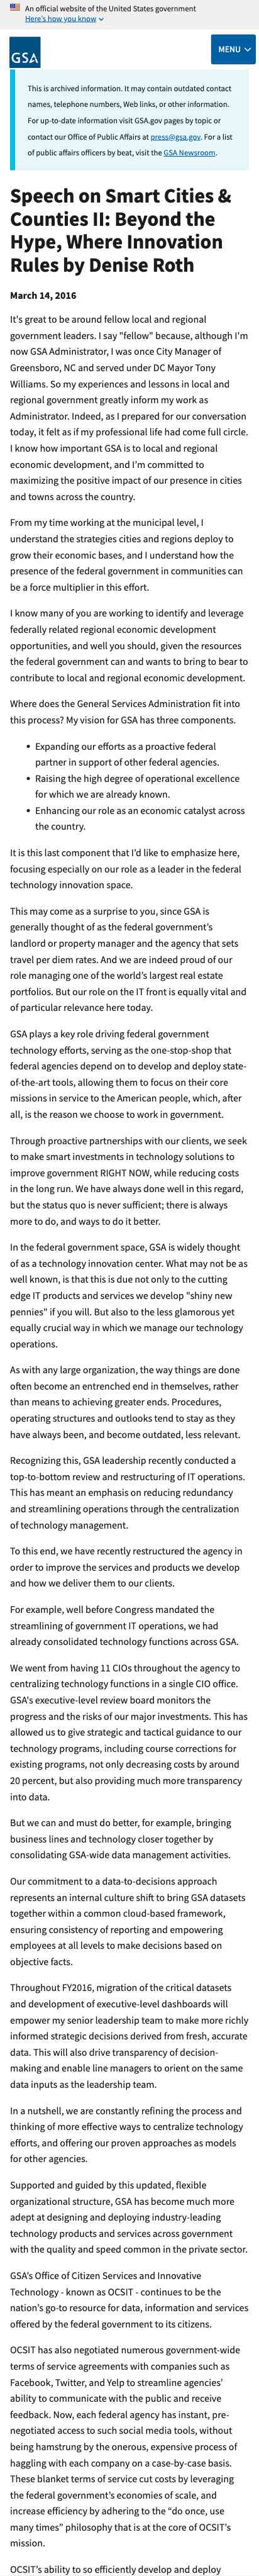 An official website of the United States government
Here's how you know
GSA
MENU
This is archived information. It may contain outdated contact
names, telephone numbers, Web links, or other information.
For up-to-date information visit GSA.gov pages by topic or
contact our Office of Public Affairs at press@gsa.gov. For a list
of public affairs officers by beat, visit the GSA Newsroom.
Speech on Smart Cities &
Counties II: Beyond the
Hype, Where Innovation
Rules by Denise Roth
March 14, 2016
It's great to be around fellow local and regional
government leaders. I say "fellow" because, although I'm
now GSA Administrator, I was once City Manager of
Greensboro, NC and served under DC Mayor Tony
Williams. So my experiences and lessons in local and
regional government greatly inform my work as
Administrator. Indeed, as I prepared for our conversation
today, it felt as if my professional life had come full circle.
I know how important GSA is to local and regional
economic development, and I'm committed to
maximizing the positive impact of our presence in cities
and towns across the country.
From my time working at the municipal level, I
understand the strategies cities and regions deploy to
grow their economic bases, and I understand how the
presence of the federal government in communities can
be a force multiplier in this effort.
I know many of you are working to identify and leverage
federally related regional economic development
opportunities, and well you should, given the resources
the federal government can and wants to bring to bear to
contribute to local and regional economic development.
Where does the General Services Administration fit into
this process? My vision for GSA has three components.
• Expanding our efforts as a proactive federal
partner in support of other federal agencies.
• Raising the high degree of operational excellence
for which we are already known.
• Enhancing our role as an economic catalyst across
the country.
It is this last component that I'd like to emphasize here,
focusing especially on our role as a leader in the federal
technology innovation space.
This may come as a surprise to you, since GSA is
generally thought of as the federal government's
landlord or property manager and the agency that sets
travel per diem rates. And we are indeed proud of our
role managing one of the world's largest real estate
portfolios. But our role on the IT front is equally vital and
of particular relevance here today.
GSA plays a key role driving federal government
technology efforts, serving as the one-stop-shop that
federal agencies depend on to develop and deploy state-
of-the-art tools, allowing them to focus on their core
missions in service to the American people, which, after
all, is the reason we choose to work in government.
Through proactive partnerships with our clients, we seek
to make smart investments in technology solutions to
improve government RIGHT NOW, while reducing costs
in the long run. We have always done well in this regard,
but the status quo is never sufficient; there is always
more to do, and ways to do it better.
In the federal government space, GSA is widely thought
of as a technology innovation center. What may not be as
well known, is that this is due not only to the cutting
edge IT products and services we develop "shiny new
pennies" if you will. But also to the less glamorous yet
equally crucial way in which we manage our technology
operations.
As with any large organization, the way things are done
often become an entrenched end in themselves, rather
than means to achieving greater ends. Procedures,
operating structures and outlooks tend to stay as they
have always been, and become outdated, less relevant.
Recognizing this, GSA leadership recently conducted a
top-to-bottom review and restructuring of IT operations.
This has meant an emphasis on reducing redundancy
and streamlining operations through the centralization
of technology management.
To this end, we have recently restructured the agency in
order to improve the services and products we develop
and how we deliver them to our clients.
For example, well before Congress mandated the
streamlining of government IT operations, we had
already consolidated technology functions across GSA.
We went from having 11 CIOs throughout the agency to
centralizing technology functions in a single CIO office.
GSA's executive-level review board monitors the
progress and the risks of our major investments. This has
allowed us to give strategic and tactical guidance to our
technology programs, including course corrections for
existing programs, not only decreasing costs by around
20 percent, but also providing much more transparency
into data.
But we can and must do better, for example, bringing
business lines and technology closer together by
consolidating GSA-wide data management activities.
Our commitment to a data-to-decisions approach
represents an internal culture shift to bring GSA datasets
together within a common cloud-based framework,
ensuring consistency of reporting and empowering
employees at all levels to make decisions based on
objective facts.
Throughout FY2016, migration of the critical datasets
and development of executive-level dashboards will
empower my senior leadership team to make more richly
informed strategic decisions derived from fresh, accurate
data. This will also drive transparency of decision-
making and enable line managers to orient on the same
data inputs as the leadership team.
In a nutshell, we are constantly refining the process and
thinking of more effective ways to centralize technology
efforts, and offering our proven approaches as models
for other agencies.
Supported and guided by this updated, flexible
organizational structure, GSA has become much more
adept at designing and deploying industry-leading
technology products and services across government
with the quality and speed common in the private sector.
GSA's Office of Citizen Services and Innovative
Technology - known as OCSIT - continues to be the
nation's go-to resource for data, information and services
offered by the federal government to its citizens.
OCSIT has also negotiated numerous government-wide
terms of service agreements with companies such as
Facebook, Twitter, and Yelp to streamline agencies'
ability to communicate with the public and receive
feedback. Now, each federal agency has instant, pre-
negotiated access to such social media tools, without
being hamstrung by the onerous, expensive process of
haggling with each company on a case-by-case basis.
These blanket terms of service cut costs by leveraging
the federal government's economies of scale, and
increase efficiency by adhering to the “do once, use
many times” philosophy that is at the core of OCSIT's
mission.
OCSIT's ability to so efficiently develop and deploy